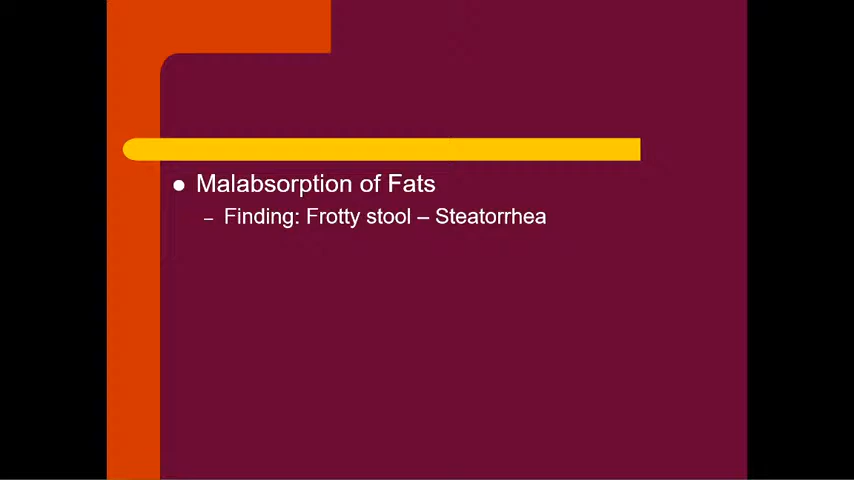 ● Malabsorption of Fats
– Finding: Frotty stool – Steatorrhea